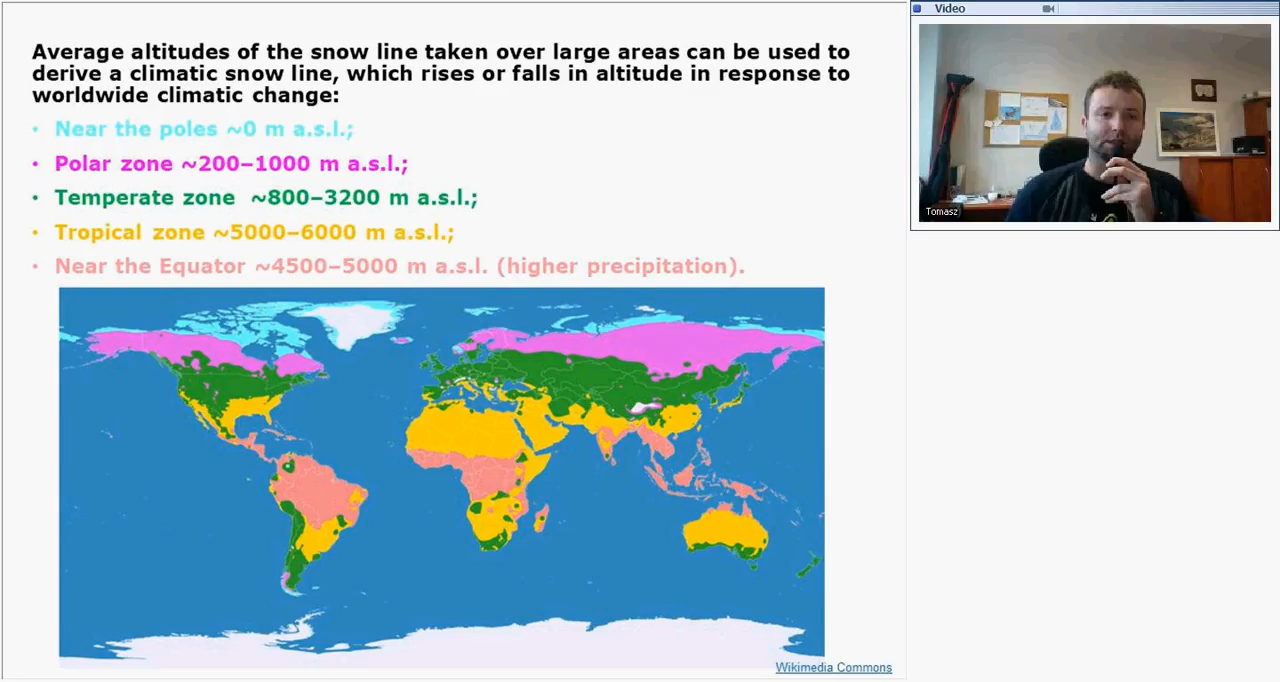 Average altitudes of the snow line taken over large areas can be used to
derive a climatic snow line, which rises or falls in altitude in response to
worldwide climatic change:
• Near the poles ~0 m a.s.l.;
• Polar zone ~200–1000 m a.s.l.;
• Temperate zone ~800–3200 m a.s.l.;
• Tropical zone ~5000–6000 m a.s.l.;
• Near the Equator ~4500–5000 m a.s.l. (higher precipitation).
Wikimedia Commons
Video
Tomasz